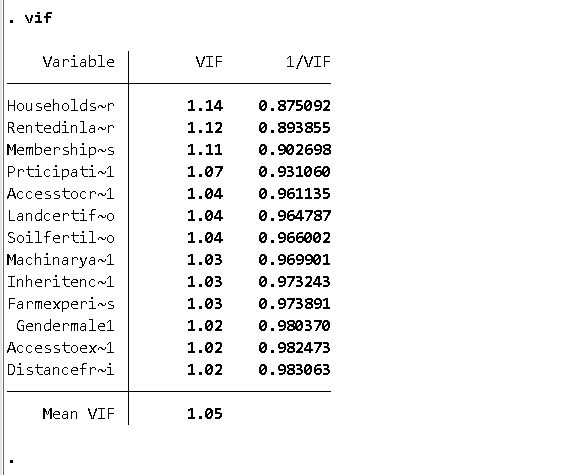 . vif
Variable VIF 1/VIF
Households~r 1.14 0.875092
Rentedinla~r 1.12 0.893855
Membership~s 1.11 0.902698
Prticipati~1 1.07 0.931060
Accesstocr~1 1.04 0.961135
Landcertif~o 1.04 0.964787
Soilfertil~o 1.04 0.966002
Machinarya~1 1.03 0.969901
Inheritenc~1 1.03 0.973243
Farmexperi~s 1.03 0.973891
Gendermale1 1.02 0.980370
Accesstoex~1 1.02 0.982473
Distancefr~i 1.02 0.983063
Mean VIF 1.05
.